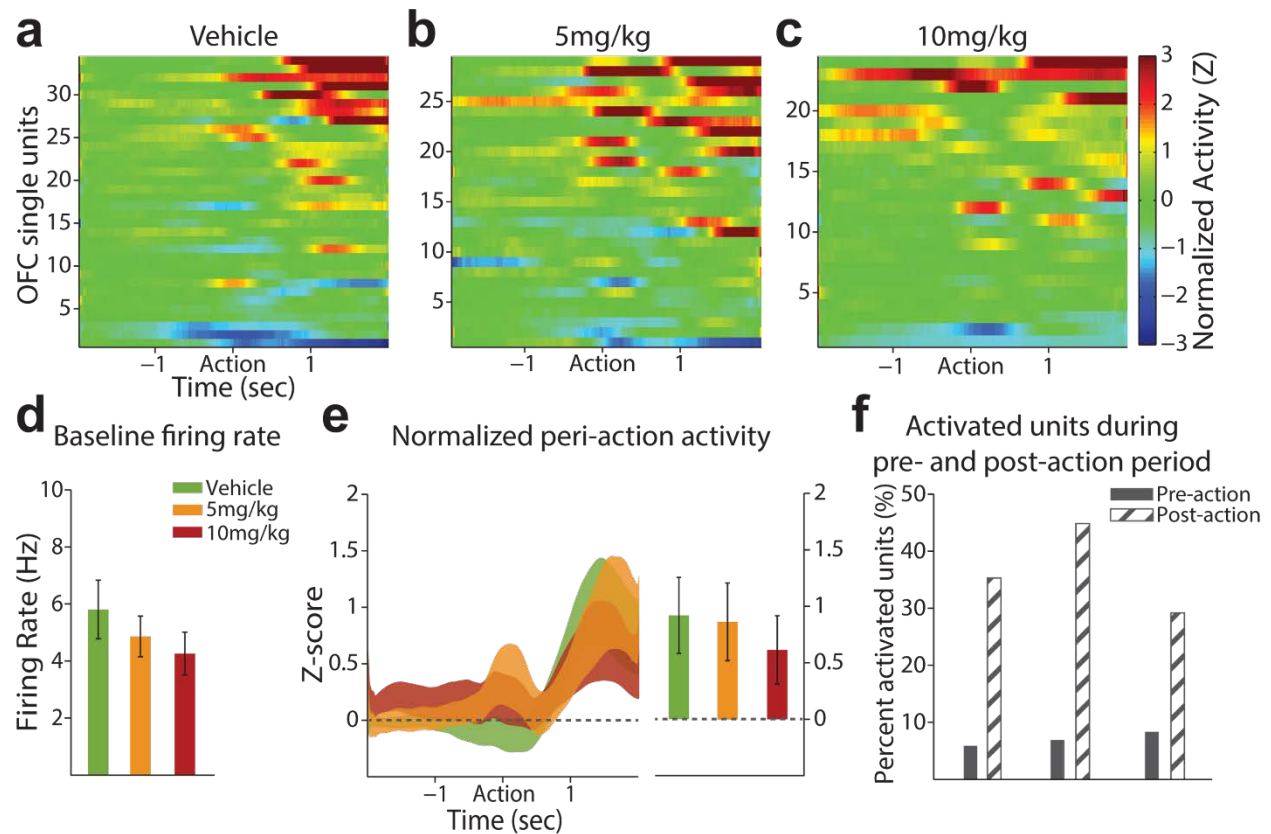 a
Vehicle
b
5mg/kg
c
10mg/kg
OFC single units
30
25
20
15
10
5
−1
Action
1
Time (sec)
25
20
15
10
5
−1
Action
1
20
15
10
5
−1
Action
1
3
2
1
0
−1
−2
−3
Normalized Activity (Z)
d
Baseline firing rate
Firing Rate (Hz)
10
8
6
4
2
Vehicle
5mg/kg
10mg/kg
e
Normalized peri-action activity
Z-score
2
1.5
1
0.5
0
−1
Action
1
Time (sec)
2
1.5
1
0.5
0
f
Activated units during
pre- and post-action period
Percent activated units (%)
50
30
30
10
Pre-action
Post-action